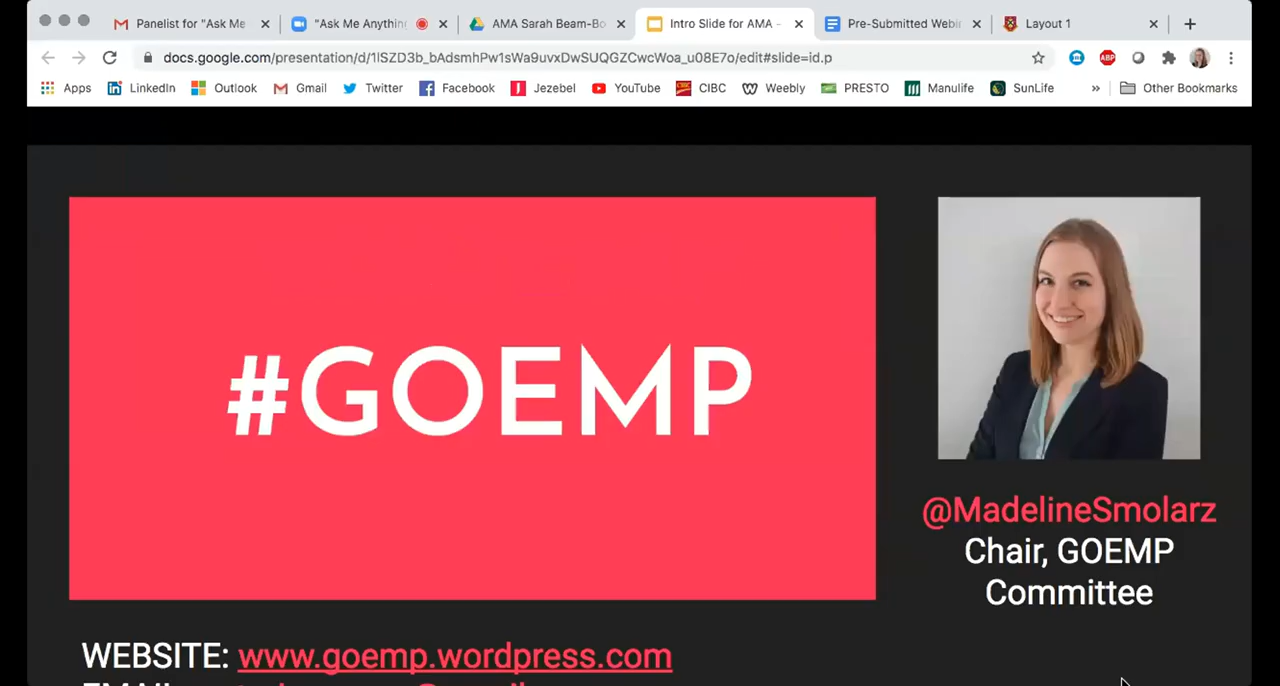 Panelist for "Ask Me
"Ask Me Anythin
AMA Sarah Beam-Bo
Intro Slide for AMA -
Pre-Submitted Webi
Layout 1
docs.google.com/presentation/d/1lSZD3b_bAdsmhPw1sWa9uvxDwSUQGZCwcWoa_u08E7o/edit#slide=id.p
ABP
Apps
LinkedIn
Outlook
Gmail
Twitter
Facebook
Jezebel
YouTube
CIBC
Weebly
PRESTO
Manulife
SunLife
Other Bookmarks
#GOEMP
@MadelineSmolarz
Chair, GOEMP
Committee
WEBSITE: www.goemp.wordpress.com